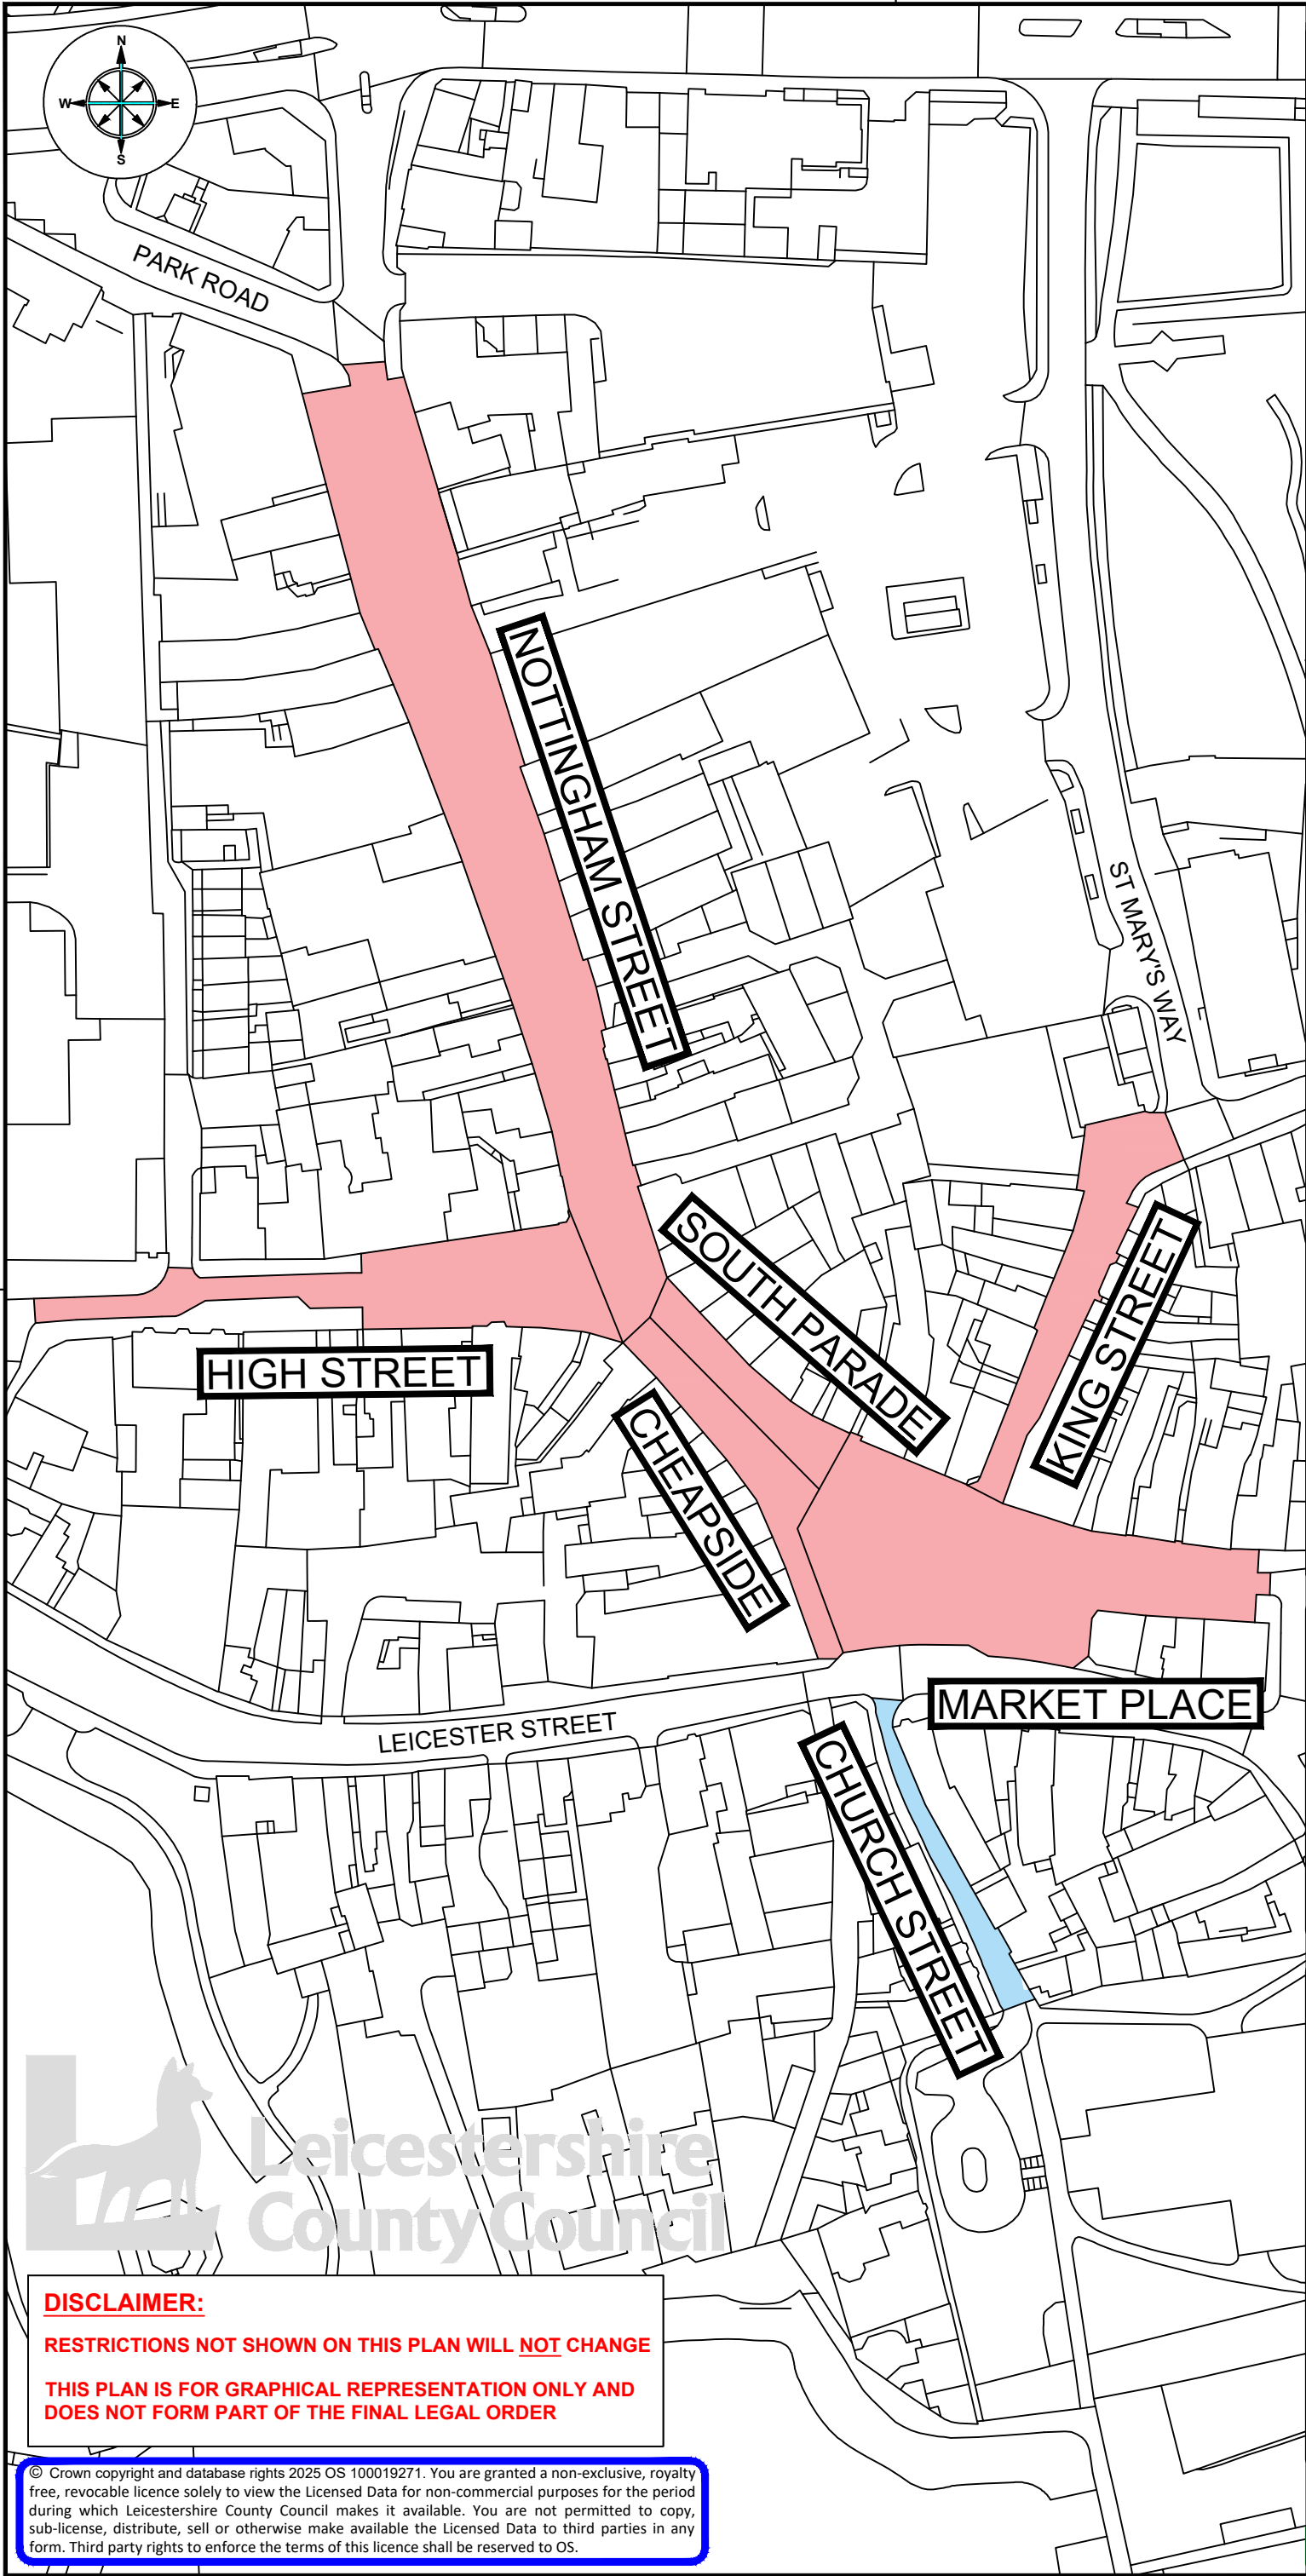 N
W
E
S
PARK ROAD
NOTTINGHAM STREET
ST MARY'S WAY
SOUTH PARADE
KING STREET
HIGH STREET
CHEAPSIDE
MARKET PLACE
LEICESTER STREET
CHURCH STREET
Leicestershire
County Council
DISCLAIMER:
RESTRICTIONS NOT SHOWN ON THIS PLAN WILL NOT CHANGE
THIS PLAN IS FOR GRAPHICAL REPRESENTATION ONLY AND
DOES NOT FORM PART OF THE FINAL LEGAL ORDER
© Crown copyright and database rights 2025 OS 100019271. You are granted a non-exclusive, royalty
free, revocable licence solely to view the Licensed Data for non-commercial purposes for the period
during which Leicestershire County Council makes it available. You are not permitted to copy,
sub-license, distribute, sell or otherwise make available the Licensed Data to third parties in any
form. Third party rights to enforce the terms of this licence shall be reserved to OS.